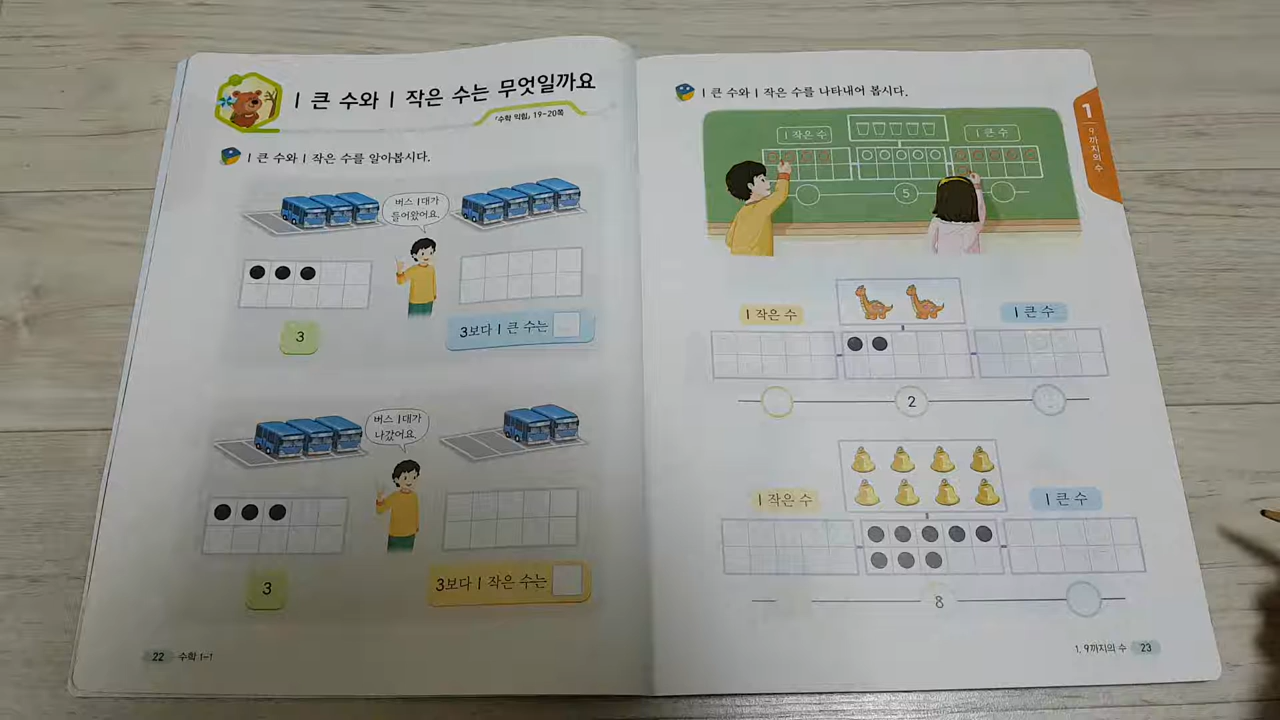 1 큰 수와 1 작은 수는 무엇일까요
「수학 익힘」 19~20쪽
1 큰 수와 1 작은 수를 알아봅시다.
버스 1대가
들어왔어요.
3
3보다 1 큰 수는
버스 1대가
나갔어요.
3
3보다 1 작은 수는
22 수학 1-1
1 큰 수와 1 작은 수를 나타내어 봅시다.
1 작은 수
1 큰 수
5
1
9까지의 수
1 작은 수
1 큰 수
2
1 작은 수
1 큰 수
8
1. 9까지의 수 23